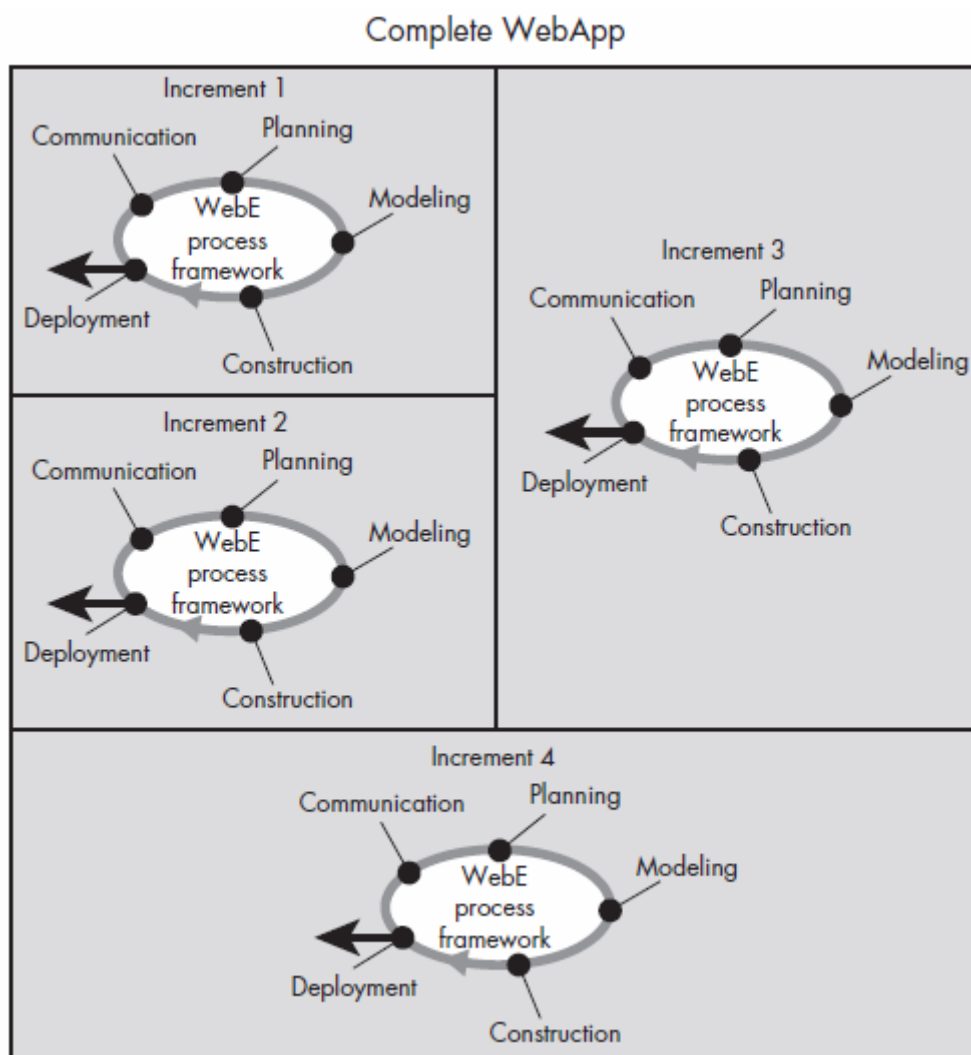 Complete WebApp
Increment 1
Communication
Planning
Modeling
WebE
process
framework
Deployment
Construction
Increment 2
Communication
Planning
Modeling
WebE
process
framework
Deployment
Construction
Increment 3
Communication
Planning
Modeling
WebE
process
framework
Deployment
Construction
Increment 4
Communication
Planning
Modeling
WebE
process
framework
Deployment
Construction